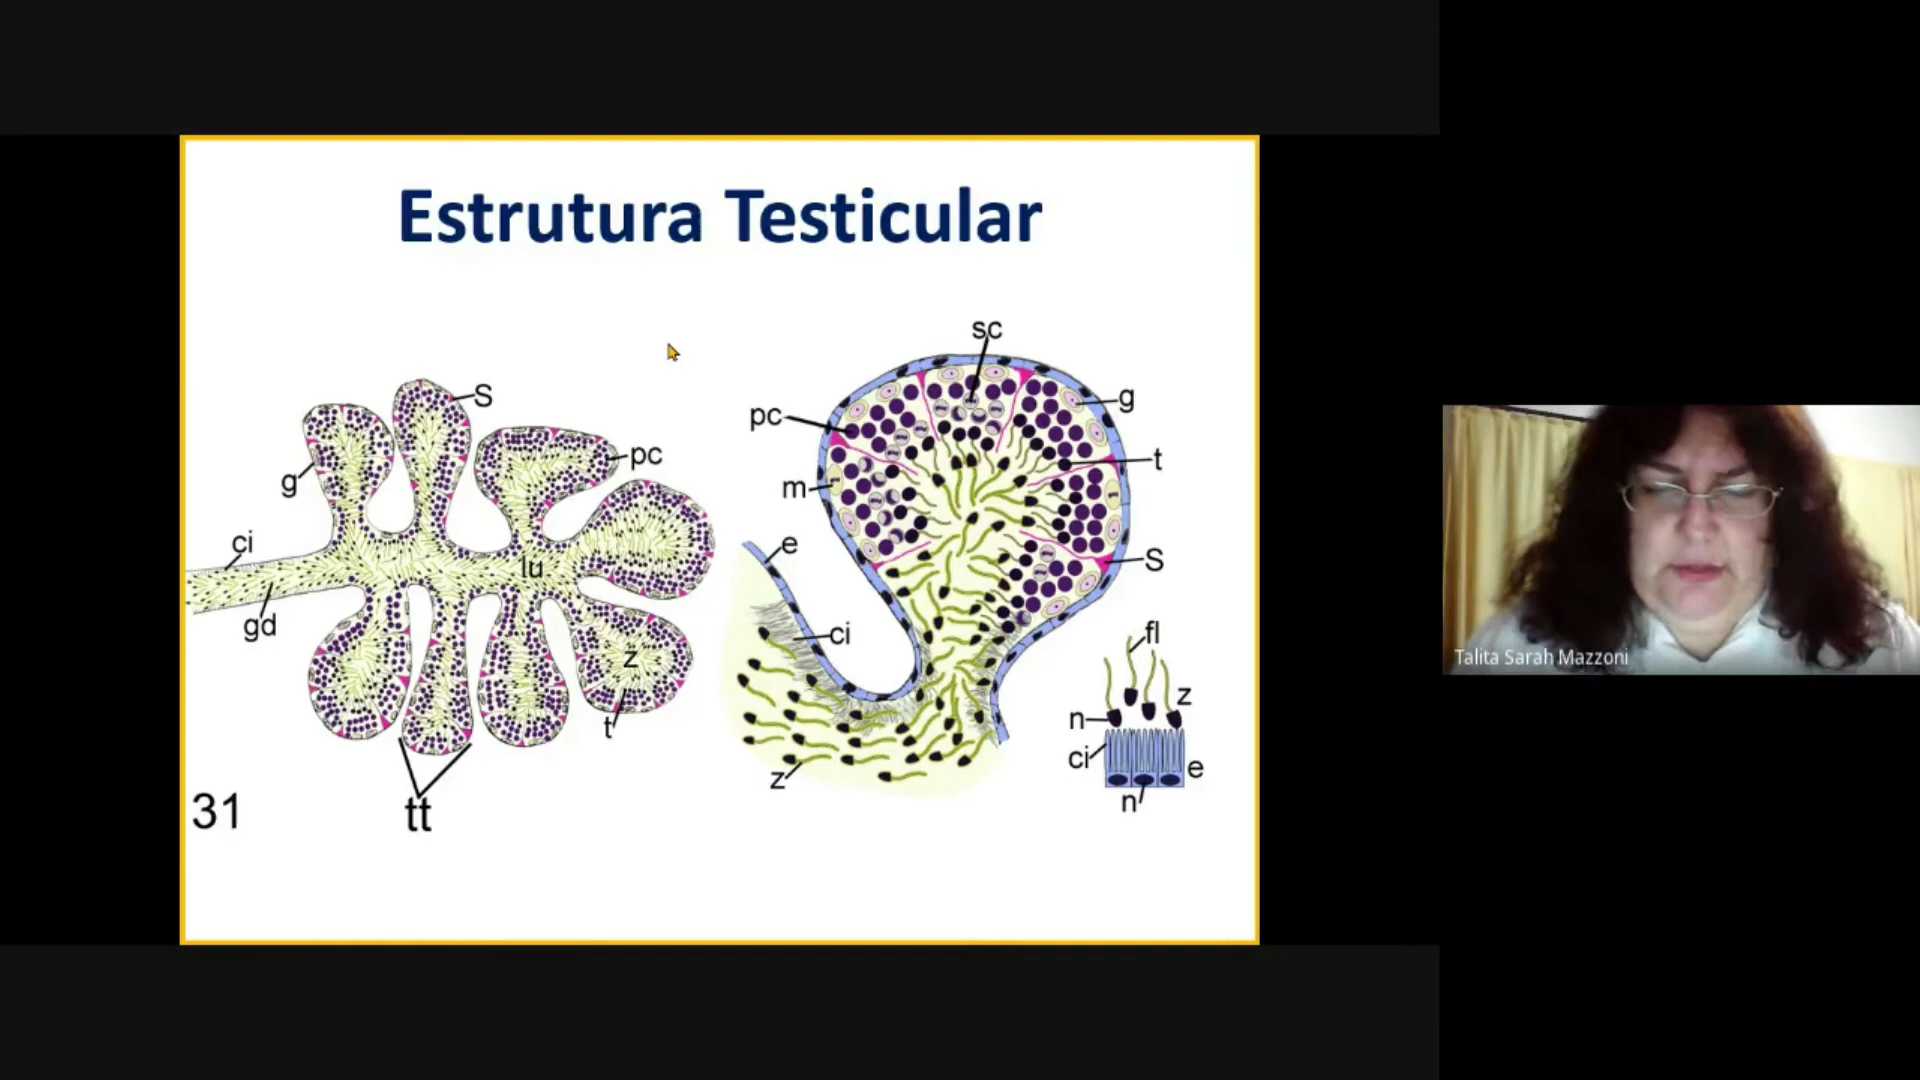 Estrutura Testicular
S
g
pc
ci
lu
gd
z
t
tt
31
sc
pc
g
t
m
e
S
ci
z
fl
z
n
ci
e
n
Talita Sarah Mazzoni